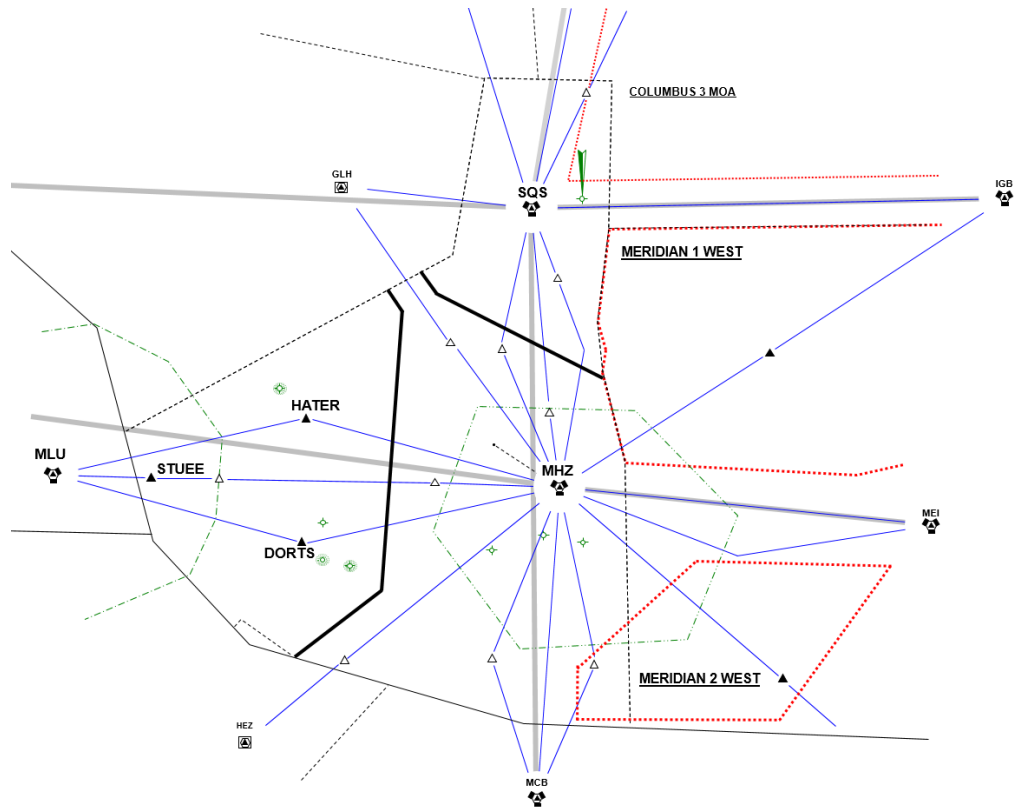 COLUMBUS 3 MOA
GLH
SQS
IGB
MERIDIAN 1 WEST
HATER
MLU
STUEE
MHZ
MEI
DORTS
MERIDIAN 2 WEST
HEZ
MCB